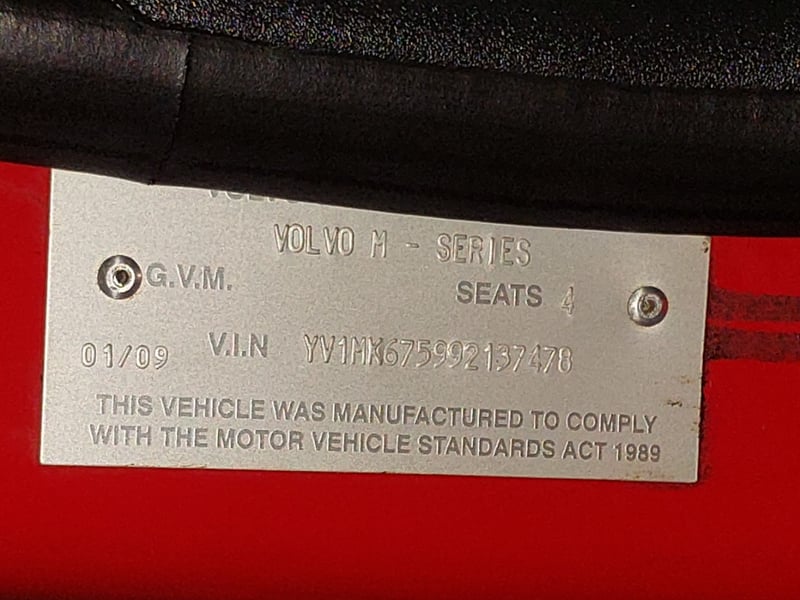 VOLVO M - SERIES
G.V.M. SEATS 4
01/09 V.I.N YV1MK675992137478
THIS VEHICLE WAS MANUFACTURED TO COMPLY
WITH THE MOTOR VEHICLE STANDARDS ACT 1989